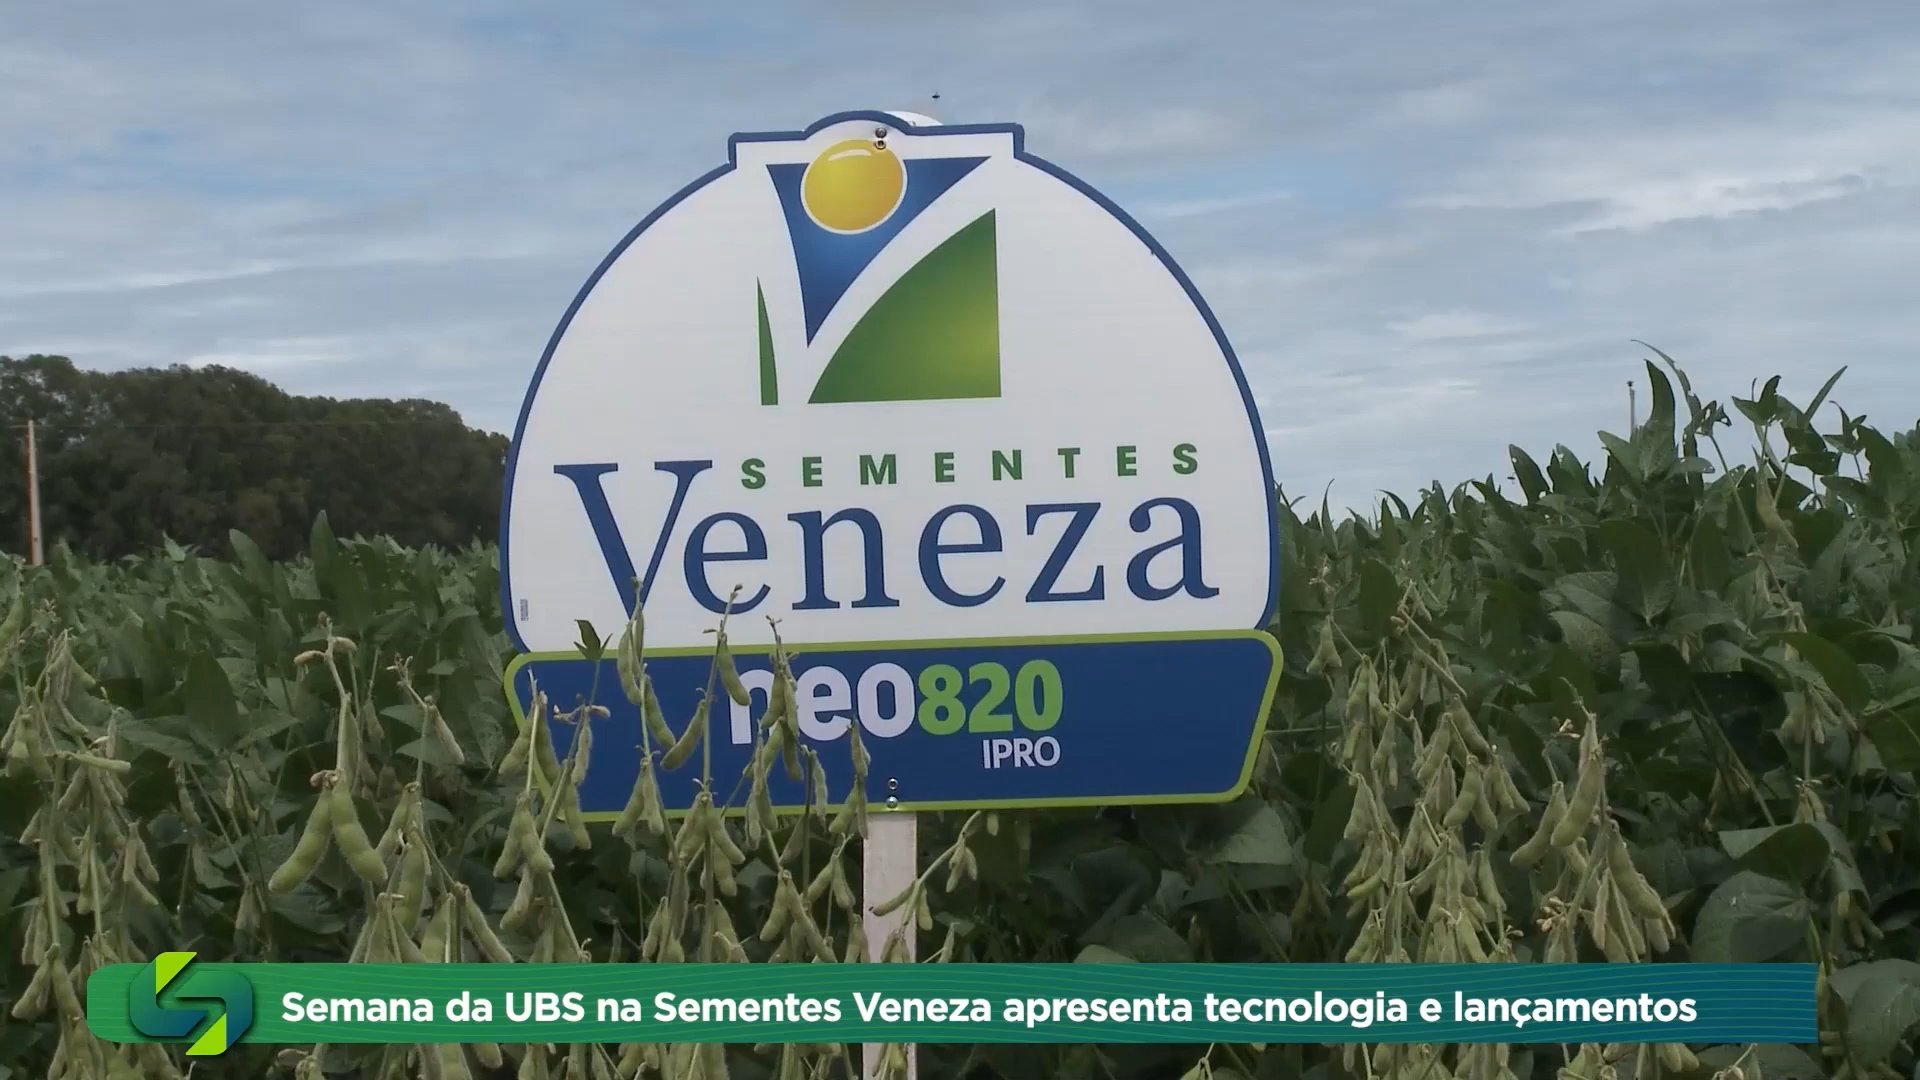 SEMENTES
Veneza
neo820
IPRO
Semana da UBS na Sementes Veneza apresenta tecnologia e lançamentos